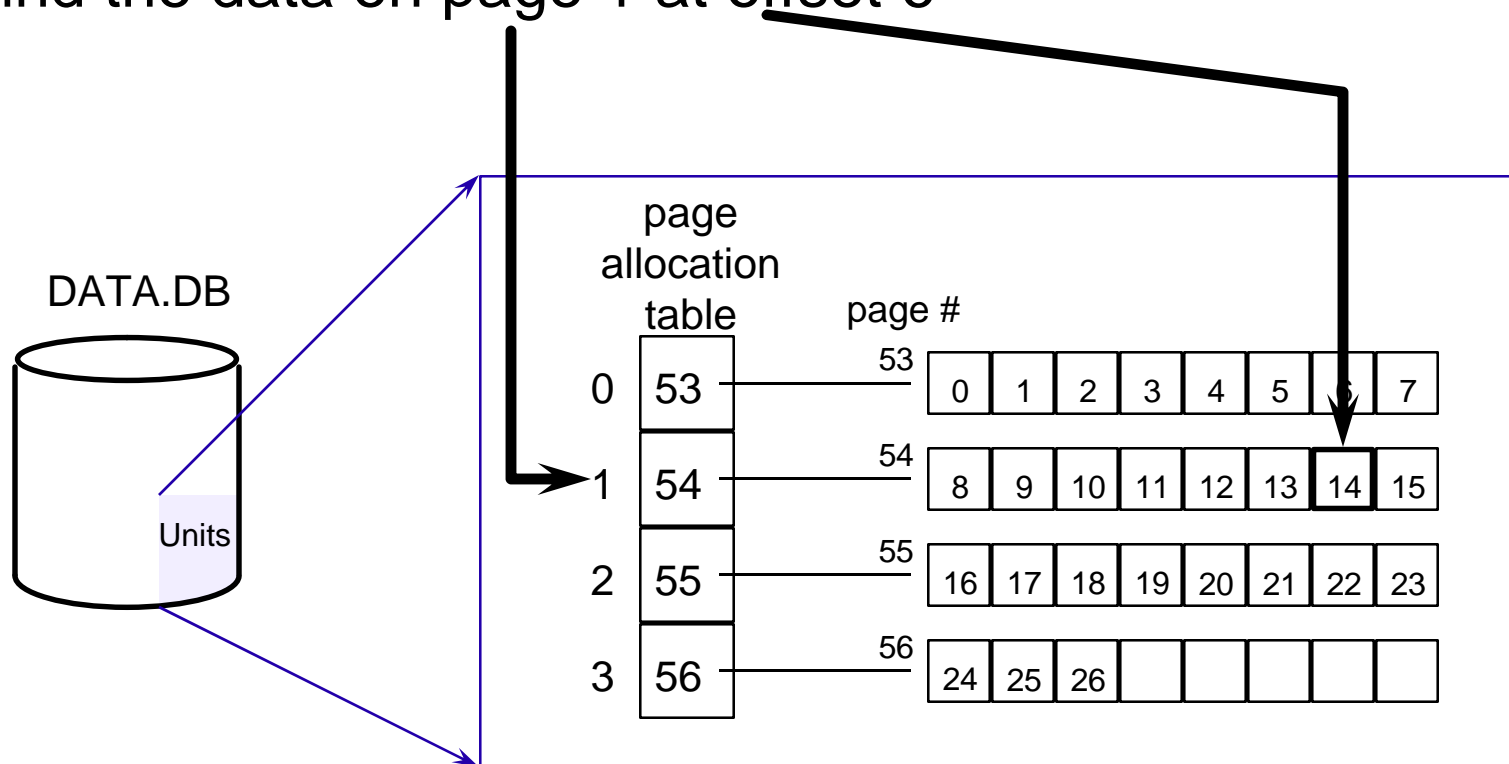 ind the data on page 1 at offset 6
page
allocation
table
DATA.DB
page #
0 53 53 0 1 2 3 4 5 6 7
1 54 54 8 9 10 11 12 13 14 15
Units
2 55 55 16 17 18 19 20 21 22 23
3 56 56 24 25 26